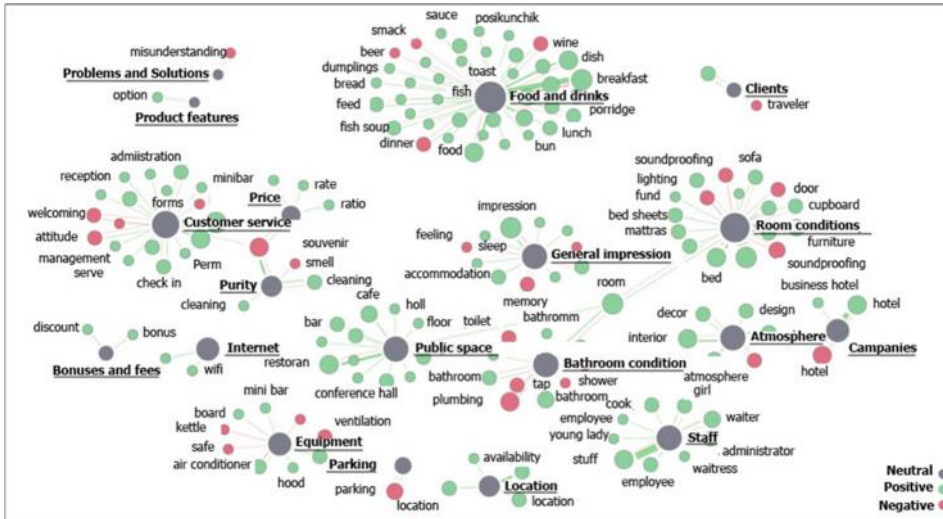 misunderstanding
Problems and Solutions
option
Product features
sauce
posikunchik
smack
wine
beer
dish
dumplings
toast
breakfast
bread
fish
Food and drinks
feed
porridge
fish soup
lunch
dinner
food
bun
Clients
traveler
admiistration
reception
minibar
forms
welcoming
Customer service
attitude
management
serve
Perm
check in
Price
rate
ratio
souvenir
smell
Purity
cleaning
cleaning
impression
feeling
sleep
General impression
accommodation
memory
room
soundproofing
sofa
lighting
door
fund
cupboard
bed sheets
Room conditions
mattras
furniture
soundproofing
bed
business hotel
hotel
Campanies
hotel
decor
design
interior
Atmosphere
atmosphere
girl
discount
bonus
Bonuses and fees
Internet
wifi
cafe
holl
bar
floor
toilet
bathromm
Public space
restoran
conference hall
bathroom
Bathroom condition
tap
shower
plumbing
bathroom
mini bar
board
kettle
ventilation
safe
Equipment
air conditioner
hood
Parking
parking
location
availability
Location
location
cook
employee
waiter
young lady
Staff
stuff
administrator
employee
waitress
Neutral
Positive
Negative